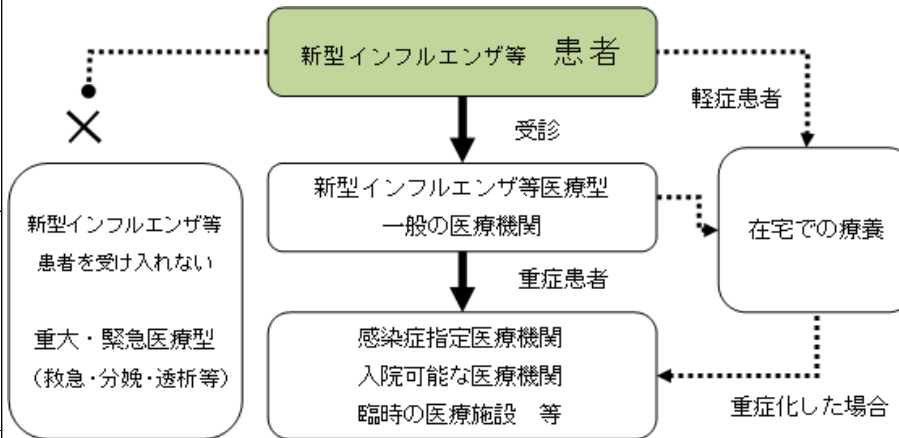 新型インフルエンザ等 患者
軽症患者
受診
新型インフルエンザ等医療型
一般の医療機関
在宅での療養
新型インフルエンザ等
患者を受け入れない
重大・緊急医療型
(救急・分娩・透析等)
重症患者
感染症指定医療機関
入院可能な医療機関
臨時の医療施設 等
重症化した場合